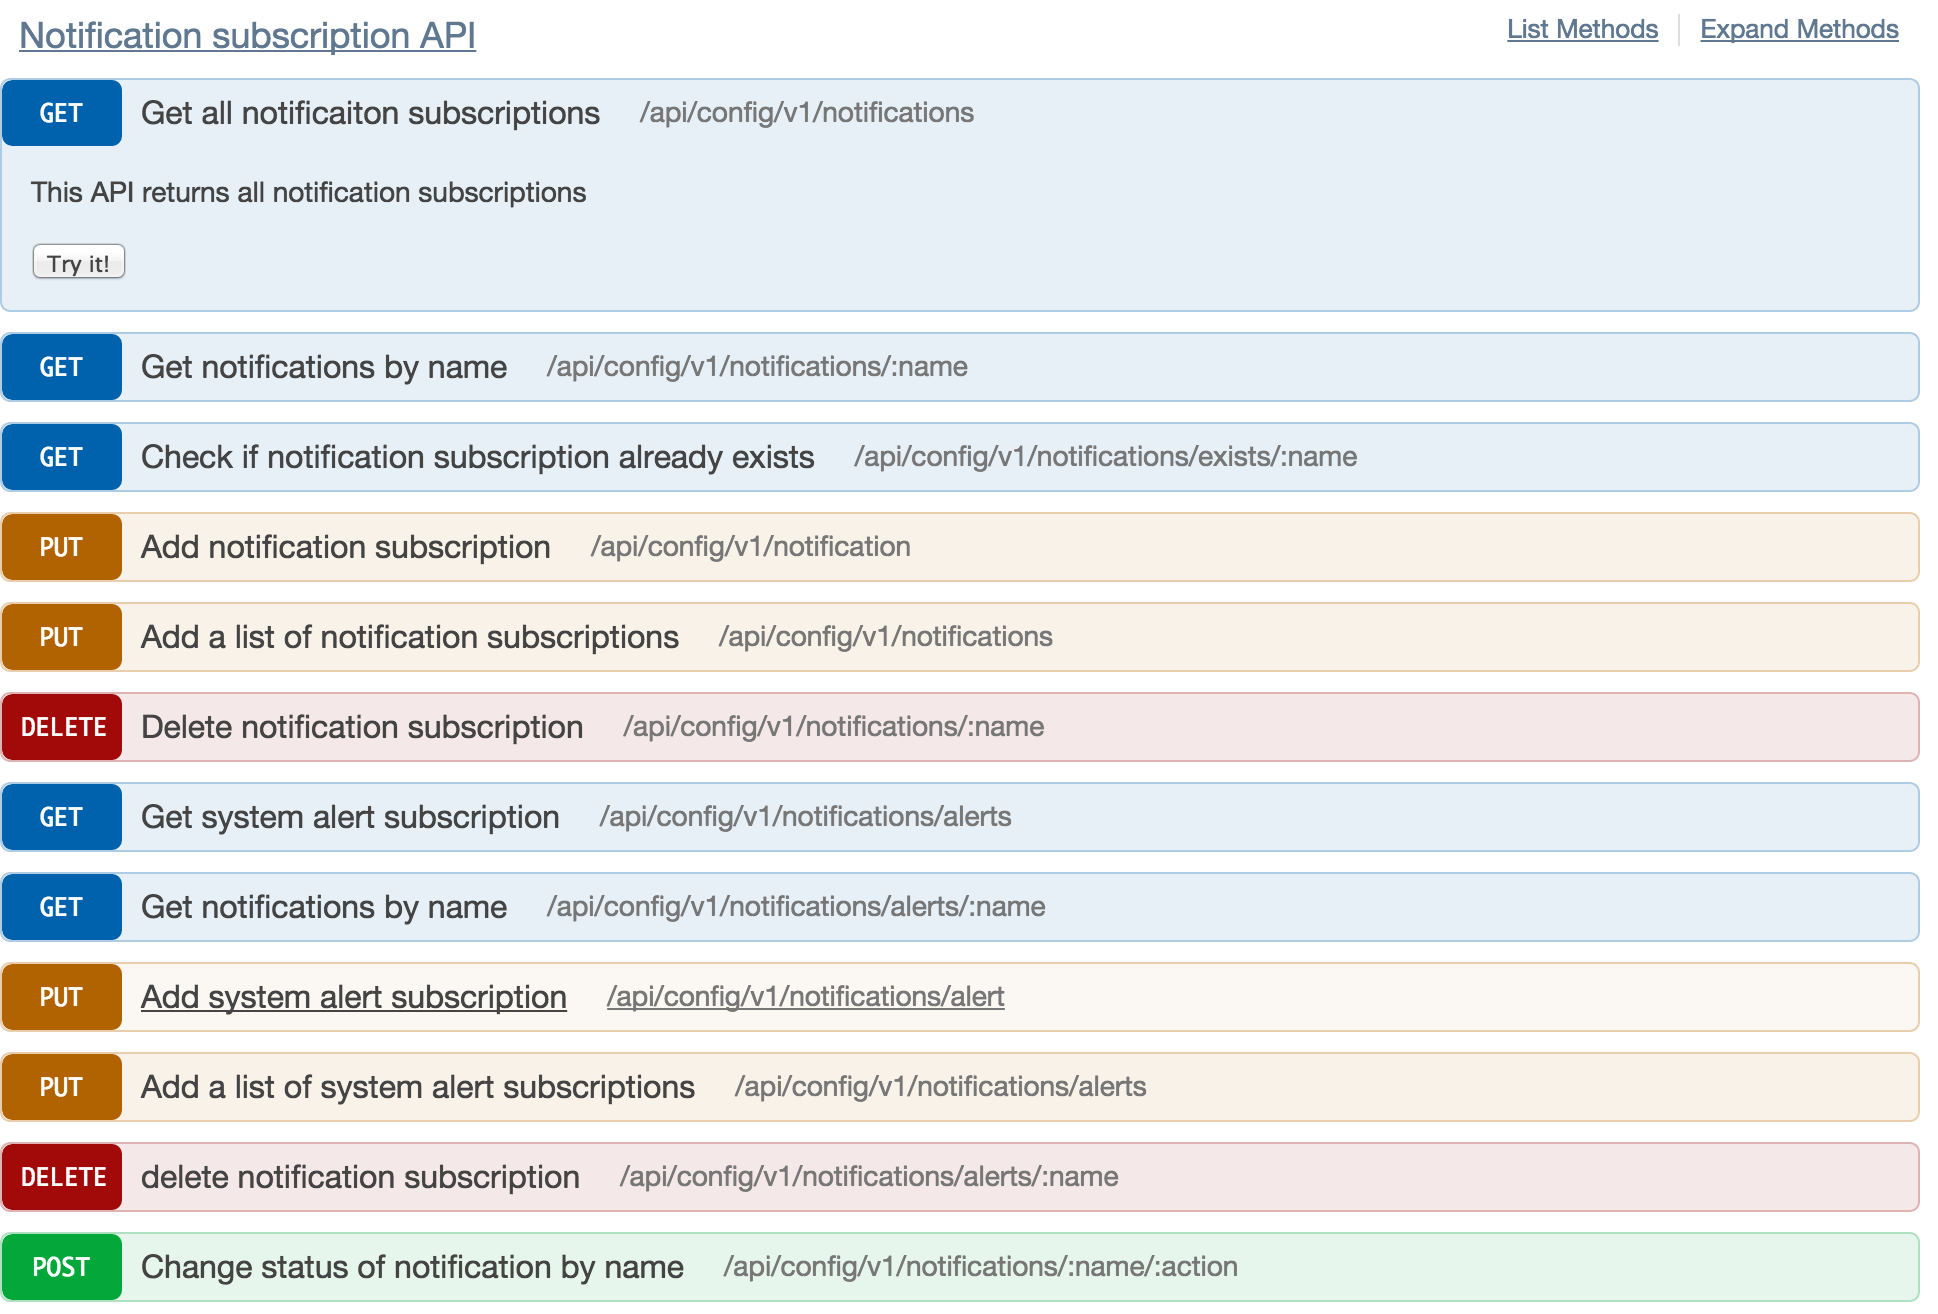 Notification subscription API List Methods Expand Methods
GET Get all notificaiton subscriptions /api/config/v1/notifications
This API returns all notification subscriptions
Try it!
GET Get notifications by name /api/config/v1/notifications/:name
GET Check if notification subscription already exists /api/config/v1/notifications/exists/:name
PUT Add notification subscription /api/config/v1/notification
PUT Add a list of notification subscriptions /api/config/v1/notifications
DELETE Delete notification subscription /api/config/v1/notifications/:name
GET Get system alert subscription /api/config/v1/notifications/alerts
GET Get notifications by name /api/config/v1/notifications/alerts/:name
PUT Add system alert subscription /api/config/v1/notifications/alert
PUT Add a list of system alert subscriptions /api/config/v1/notifications/alerts
DELETE delete notification subscription /api/config/v1/notifications/alerts/:name
POST Change status of notification by name /api/config/v1/notifications/:name/:action